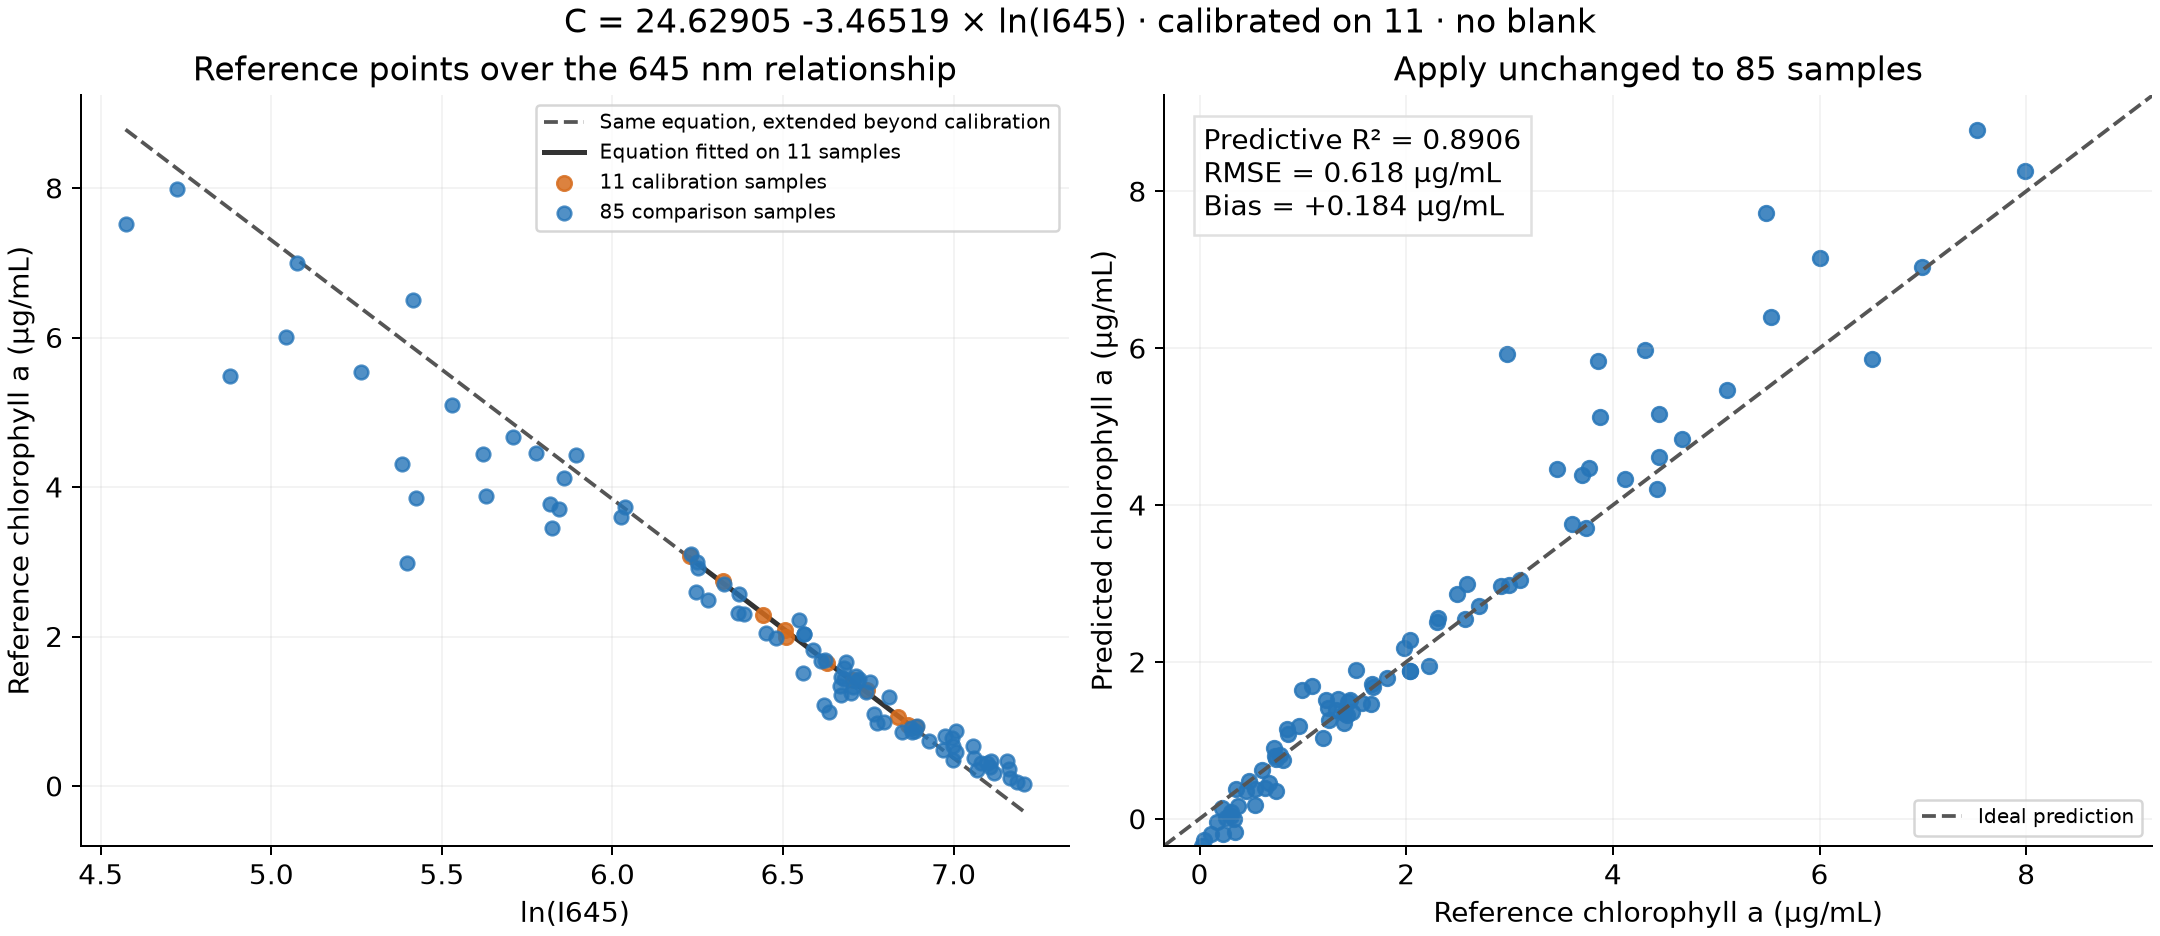 C = 24.62905 -3.46519 × ln(I645) · calibrated on 11 · no blank
Reference points over the 645 nm relationship
Same equation, extended beyond calibration
Equation fitted on 11 samples
11 calibration samples
85 comparison samples
Reference chlorophyll a (µg/mL)
8
6
4
2
0
4.5 5.0 5.5 6.0 6.5 7.0
ln(I645)
Apply unchanged to 85 samples
Predictive R² = 0.8906
RMSE = 0.618 µg/mL
Bias = +0.184 µg/mL
Predicted chlorophyll a (µg/mL)
8
6
4
2
0
Ideal prediction
0 2 4 6 8
Reference chlorophyll a (µg/mL)